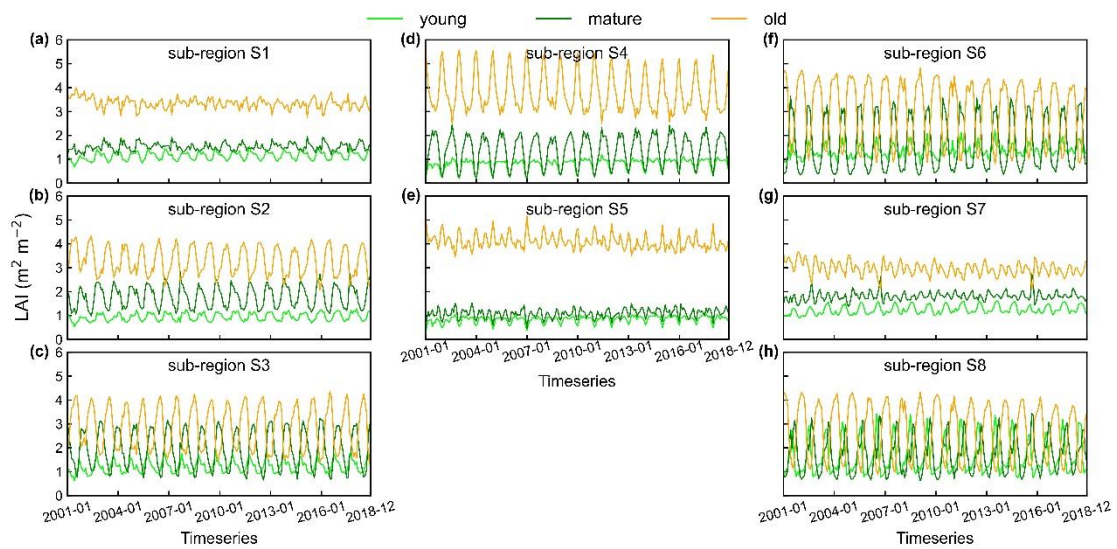 young mature old
(a) sub-region S1
(d) sub-region S4
(f) sub-region S6
6
5
4
3
2
1
0
(b) sub-region S2
(e) sub-region S5
(g) sub-region S7
6
5
4
3
2
1
0
LAI (m² m⁻²)
(c) sub-region S3
(h) sub-region S8
6
5
4
3
2
1
0
2001-01 2004-01 2007-01 2010-01 2013-01 2016-01 2018-12
Timeseries
2001-01 2004-01 2007-01 2010-01 2013-01 2016-01 2018-12
Timeseries
2001-01 2004-01 2007-01 2010-01 2013-01 2016-01 2018-12
Timeseries